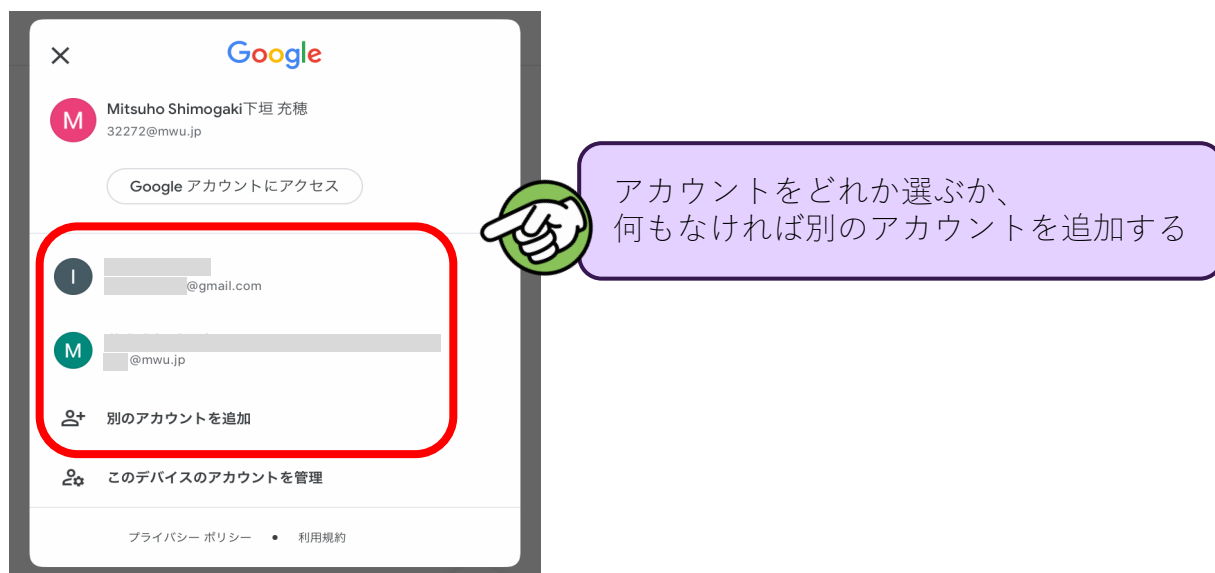 Google
M
Mitsuho Shimogaki下垣 充穂
32272@mwu.jp
Google アカウントにアクセス
I
@gmail.com
M
@mwu.jp
別のアカウントを追加
このデバイスのアカウントを管理
プライバシー ポリシー • 利用規約
アカウントをどれか選ぶか、
何もなければ別のアカウントを追加する